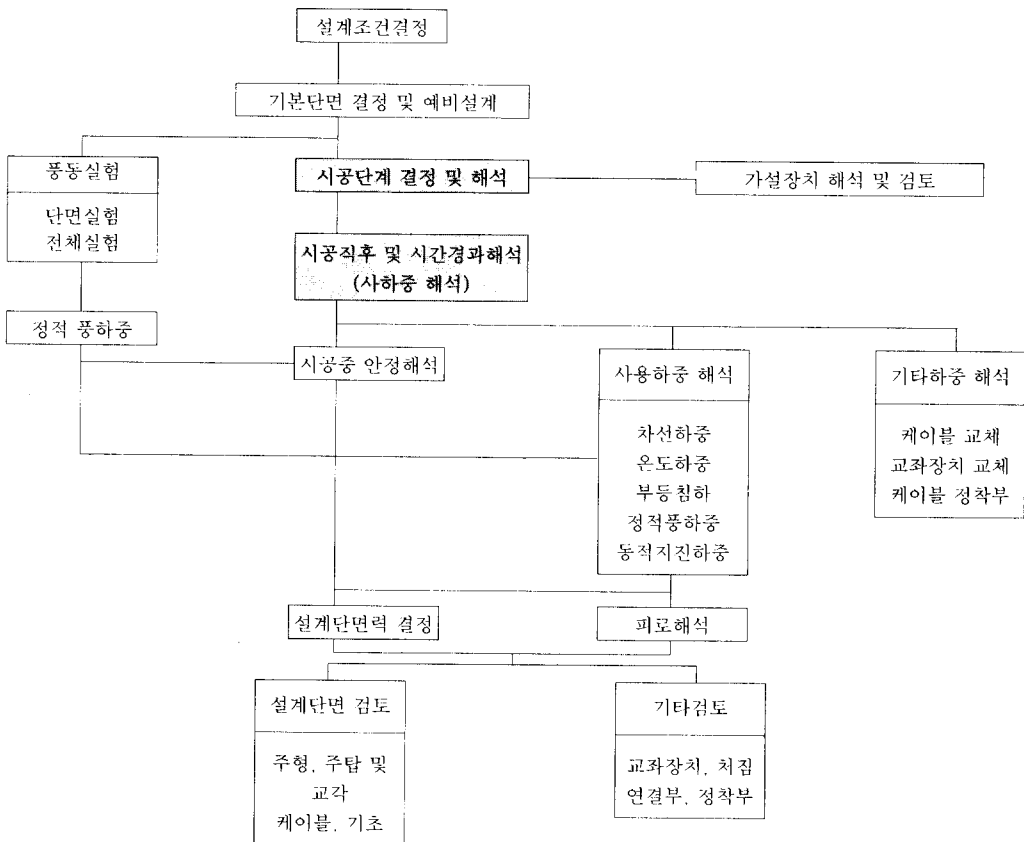 설계조건결정
기본단면 결정 및 예비설계
풍동실험
단면실험
전체실험
시공단계 결정 및 해석
가설장치 해석 및 검토
시공직후 및 시간경과해석
(사하중 해석)
정적 풍하중
시공중 안정해석
사용하중 해석
차선하중
온도하중
부등침하
정적풍하중
동적지진하중
기타하중 해석
케이블 교체
교좌장치 교체
케이블 정착부
설계단면력 결정
피로해석
설계단면 검토
주형, 주탑 및
교각
케이블, 기초
기타검토
교좌장치, 처짐
연결부, 정착부